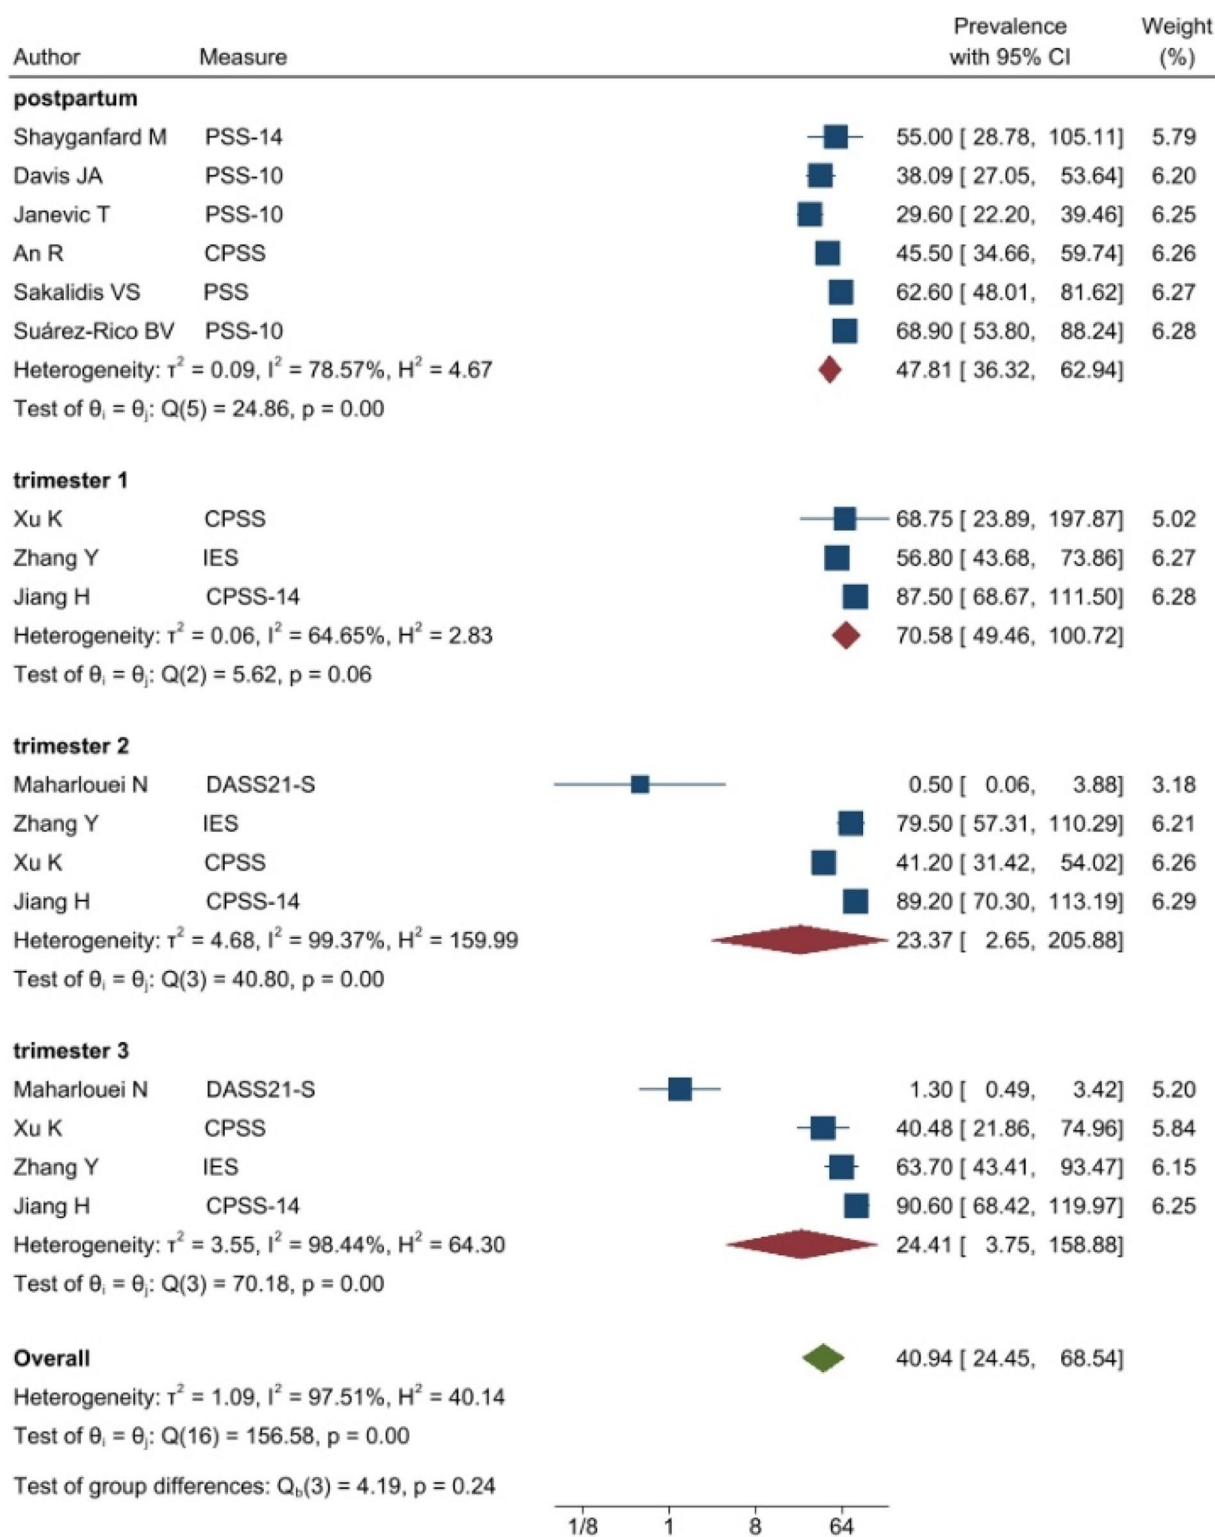 Author Measure Prevalence with 95% CI Weight (%)
postpartum
Shayganfard M PSS-14 55.00 [ 28.78, 105.11] 5.79
Davis JA PSS-10 38.09 [ 27.05, 53.64] 6.20
Janevic T PSS-10 29.60 [ 22.20, 39.46] 6.25
An R CPSS 45.50 [ 34.66, 59.74] 6.26
Sakalidis VS PSS 62.60 [ 48.01, 81.62] 6.27
Suárez-Rico BV PSS-10 68.90 [ 53.80, 88.24] 6.28
Heterogeneity: τ² = 0.09, I² = 78.57%, H² = 4.67 47.81 [ 36.32, 62.94]
Test of θᵢ = θⱼ: Q(5) = 24.86, p = 0.00
trimester 1
Xu K CPSS 68.75 [ 23.89, 197.87] 5.02
Zhang Y IES 56.80 [ 43.68, 73.86] 6.27
Jiang H CPSS-14 87.50 [ 68.67, 111.50] 6.28
Heterogeneity: τ² = 0.06, I² = 64.65%, H² = 2.83 70.58 [ 49.46, 100.72]
Test of θᵢ = θⱼ: Q(2) = 5.62, p = 0.06
trimester 2
Maharlouei N DASS21-S 0.50 [ 0.06, 3.88] 3.18
Zhang Y IES 79.50 [ 57.31, 110.29] 6.21
Xu K CPSS 41.20 [ 31.42, 54.02] 6.26
Jiang H CPSS-14 89.20 [ 70.30, 113.19] 6.29
Heterogeneity: τ² = 4.68, I² = 99.37%, H² = 159.99 23.37 [ 2.65, 205.88]
Test of θᵢ = θⱼ: Q(3) = 40.80, p = 0.00
trimester 3
Maharlouei N DASS21-S 1.30 [ 0.49, 3.42] 5.20
Xu K CPSS 40.48 [ 21.86, 74.96] 5.84
Zhang Y IES 63.70 [ 43.41, 93.47] 6.15
Jiang H CPSS-14 90.60 [ 68.42, 119.97] 6.25
Heterogeneity: τ² = 3.55, I² = 98.44%, H² = 64.30 24.41 [ 3.75, 158.88]
Test of θᵢ = θⱼ: Q(3) = 70.18, p = 0.00
Overall 40.94 [ 24.45, 68.54]
Heterogeneity: τ² = 1.09, I² = 97.51%, H² = 40.14
Test of θᵢ = θⱼ: Q(16) = 156.58, p = 0.00
Test of group differences: Q_b(3) = 4.19, p = 0.24
1/8 1 8 64